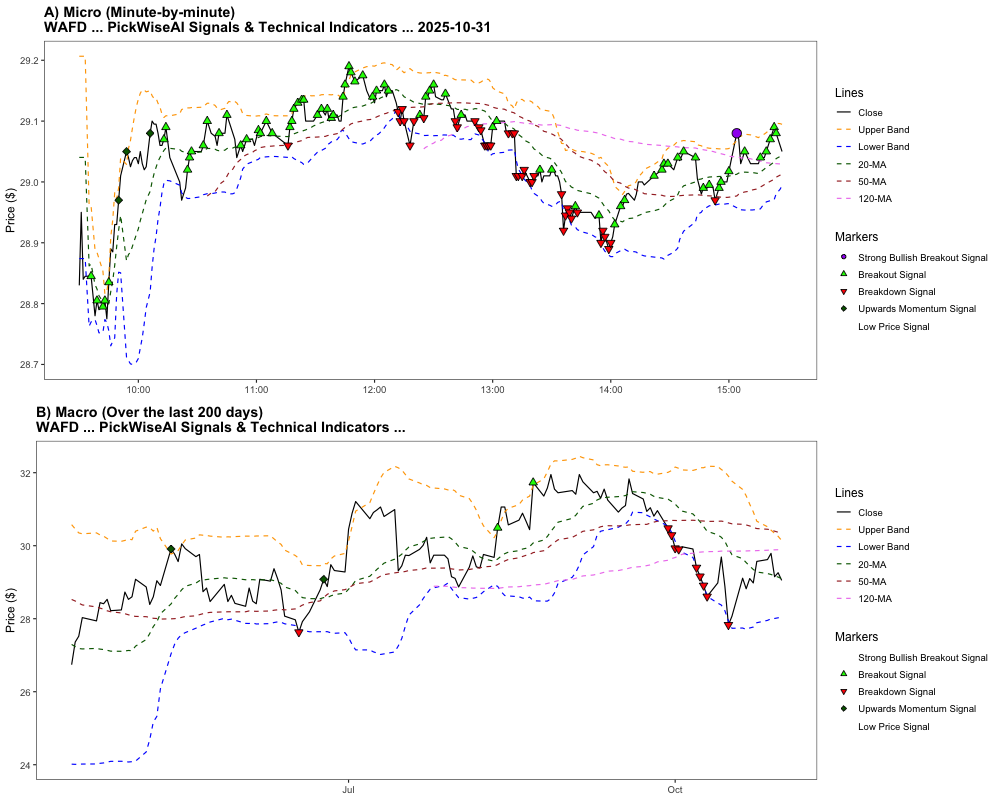 A) Micro (Minute-by-minute)
WAFD ... PickWiseAI Signals & Technical Indicators ... 2025-10-31
Price ($)
29.2
29.1
29.0
28.9
28.8
28.7
10:00
11:00
12:00
13:00
14:00
15:00
Lines
Close
Upper Band
Lower Band
20-MA
50-MA
120-MA
Markers
Strong Bullish Breakout Signal
Breakout Signal
Breakdown Signal
Upwards Momentum Signal
Low Price Signal
B) Macro (Over the last 200 days)
WAFD ... PickWiseAI Signals & Technical Indicators ...
Price ($)
32
30
28
26
24
Jul
Oct
Lines
Close
Upper Band
Lower Band
20-MA
50-MA
120-MA
Markers
Strong Bullish Breakout Signal
Breakout Signal
Breakdown Signal
Upwards Momentum Signal
Low Price Signal